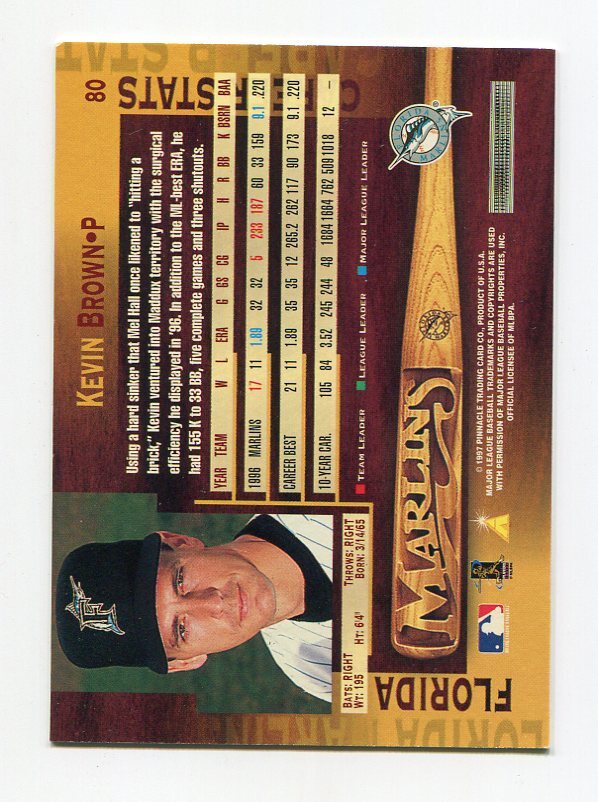 80
CAREER STATS
KEVIN BROWN•P
Using a hard sinker that Mel Hall once likened to "hitting a
brick," Kevin ventured into Maddux territory with the surgical
efficiency he displayed in '96. In addition to the ML-best ERA, he
had 155 K to 33 BB, five complete games and three shutouts.
YEAR TEAM W L ERA G GS CG IP H R BB K BSRN BAA
1996 MARLINS 17 11 1.89 32 32 5 233 187 60 33 159 9.1 .220
CAREER BEST 21 11 1.89 35 35 12 265.2 262 117 90 173 9.1 .220
10-YEAR CAR. 105 84 3.52 245 244 48 1684 1664 762 509 1018 12 –
TEAM LEADER LEAGUE LEADER MAJOR LEAGUE LEADER
BATS: RIGHT THROWS: RIGHT
WT: 195 HT: 6'4" BORN: 3/14/65
FLORIDA
MARLINS
© 1997 PINNACLE TRADING CARD CO., PRODUCT OF U.S.A.
MAJOR LEAGUE BASEBALL TRADEMARKS AND COPYRIGHTS ARE USED
WITH PERMISSION OF MAJOR LEAGUE BASEBALL PROPERTIES, INC.
OFFICIAL LICENSEE OF MLBPA.
FLORIDA MARLINS